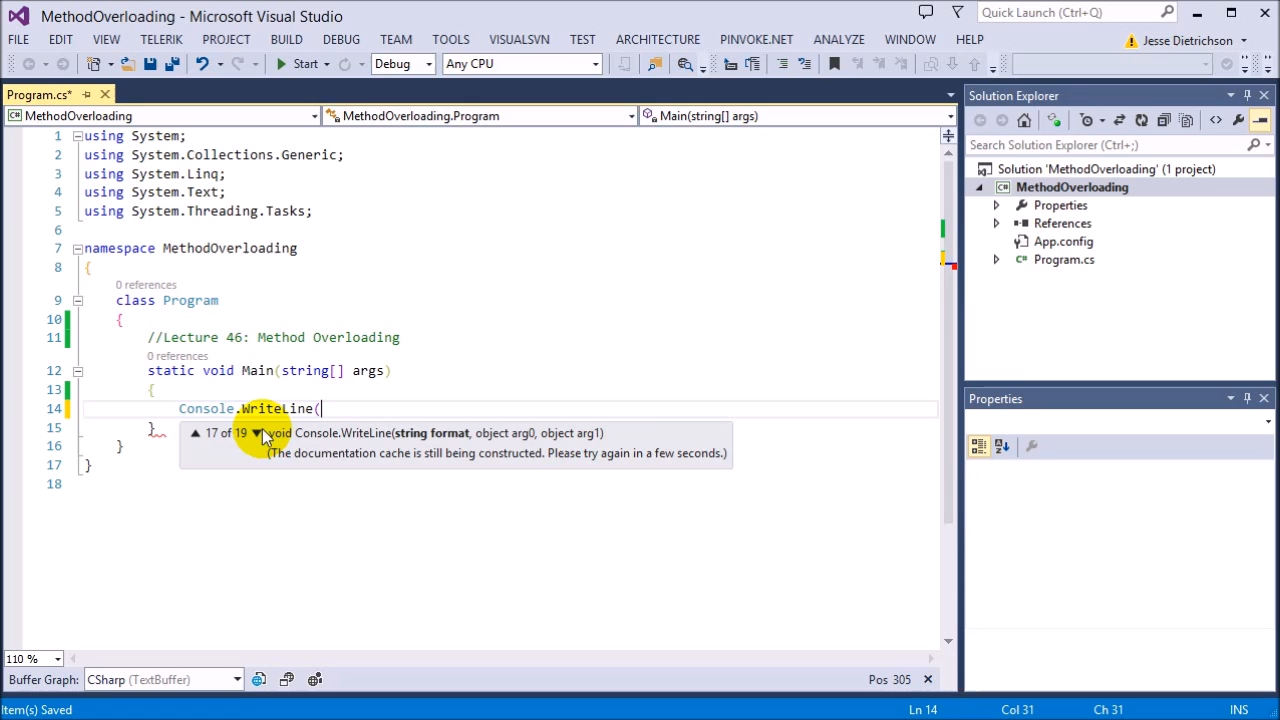 MethodOverloading - Microsoft Visual Studio
Quick Launch (Ctrl+Q)
FILE EDIT VIEW TELERIK PROJECT BUILD DEBUG TEAM TOOLS VISUALSVN TEST ARCHITECTURE PINVOKE.NET ANALYZE WINDOW HELP Jesse Dietrichson
Start Debug Any CPU
Program.cs*
MethodOverloading MethodOverloading.Program Main(string[] args)
1 using System;
2 using System.Collections.Generic;
3 using System.Linq;
4 using System.Text;
5 using System.Threading.Tasks;
6
7 namespace MethodOverloading
8 {
0 references
9 class Program
10 {
11 //Lecture 46: Method Overloading
0 references
12 static void Main(string[] args)
13 {
14 Console.WriteLine(
15 }
17 of 19 void Console.WriteLine(string format, object arg0, object arg1)
(The documentation cache is still being constructed. Please try again in a few seconds.)
16 }
17 }
18
110 %
Buffer Graph: CSharp (TextBuffer) Pos 305
Solution Explorer
Search Solution Explorer (Ctrl+;)
Solution 'MethodOverloading' (1 project)
MethodOverloading
Properties
References
App.config
Program.cs
Properties
Item(s) Saved Ln 14 Col 31 Ch 31 INS